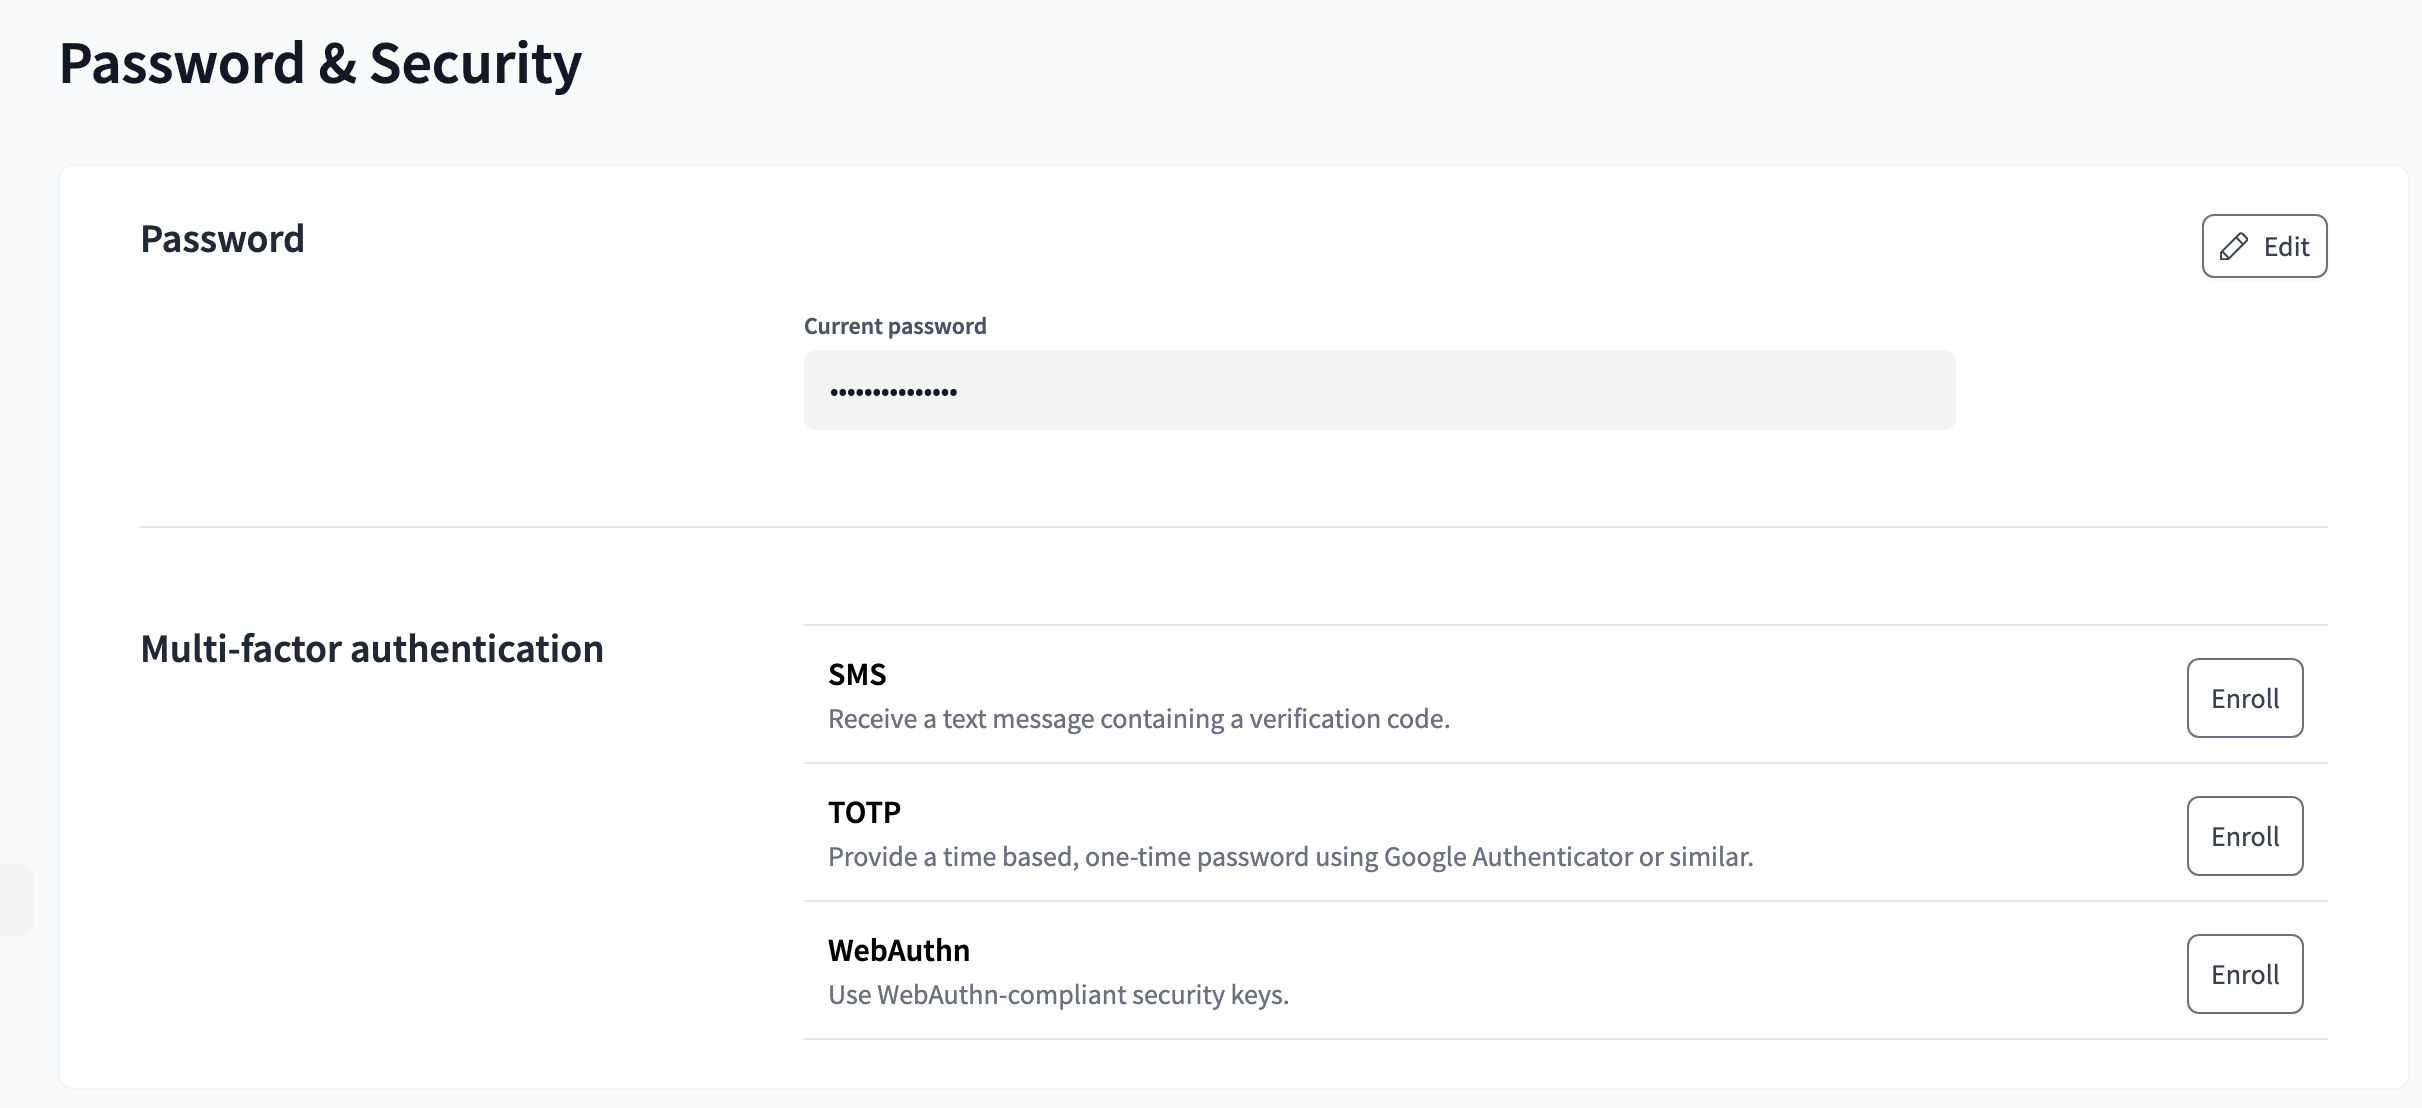 Password & Security
Password
Edit
Current password
•••••••••••••••
Multi-factor authentication
SMS
Receive a text message containing a verification code.
Enroll
TOTP
Provide a time based, one-time password using Google Authenticator or similar.
Enroll
WebAuthn
Use WebAuthn-compliant security keys.
Enroll